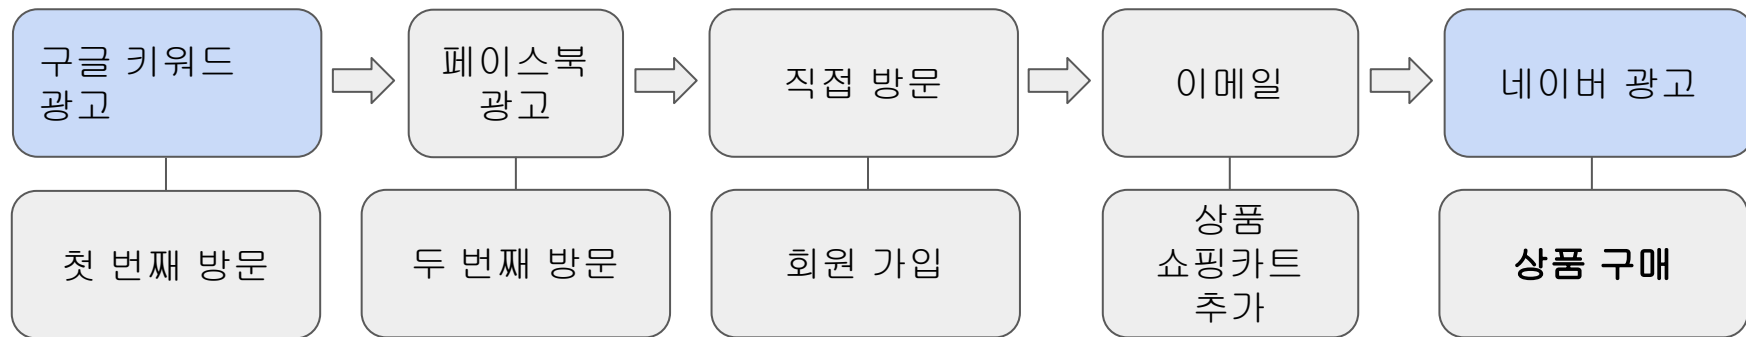 구글 키워드
광고
페이스북
광고
직접 방문
이메일
네이버 광고
첫 번째 방문
두 번째 방문
회원 가입
상품
쇼핑카트
추가
상품 구매